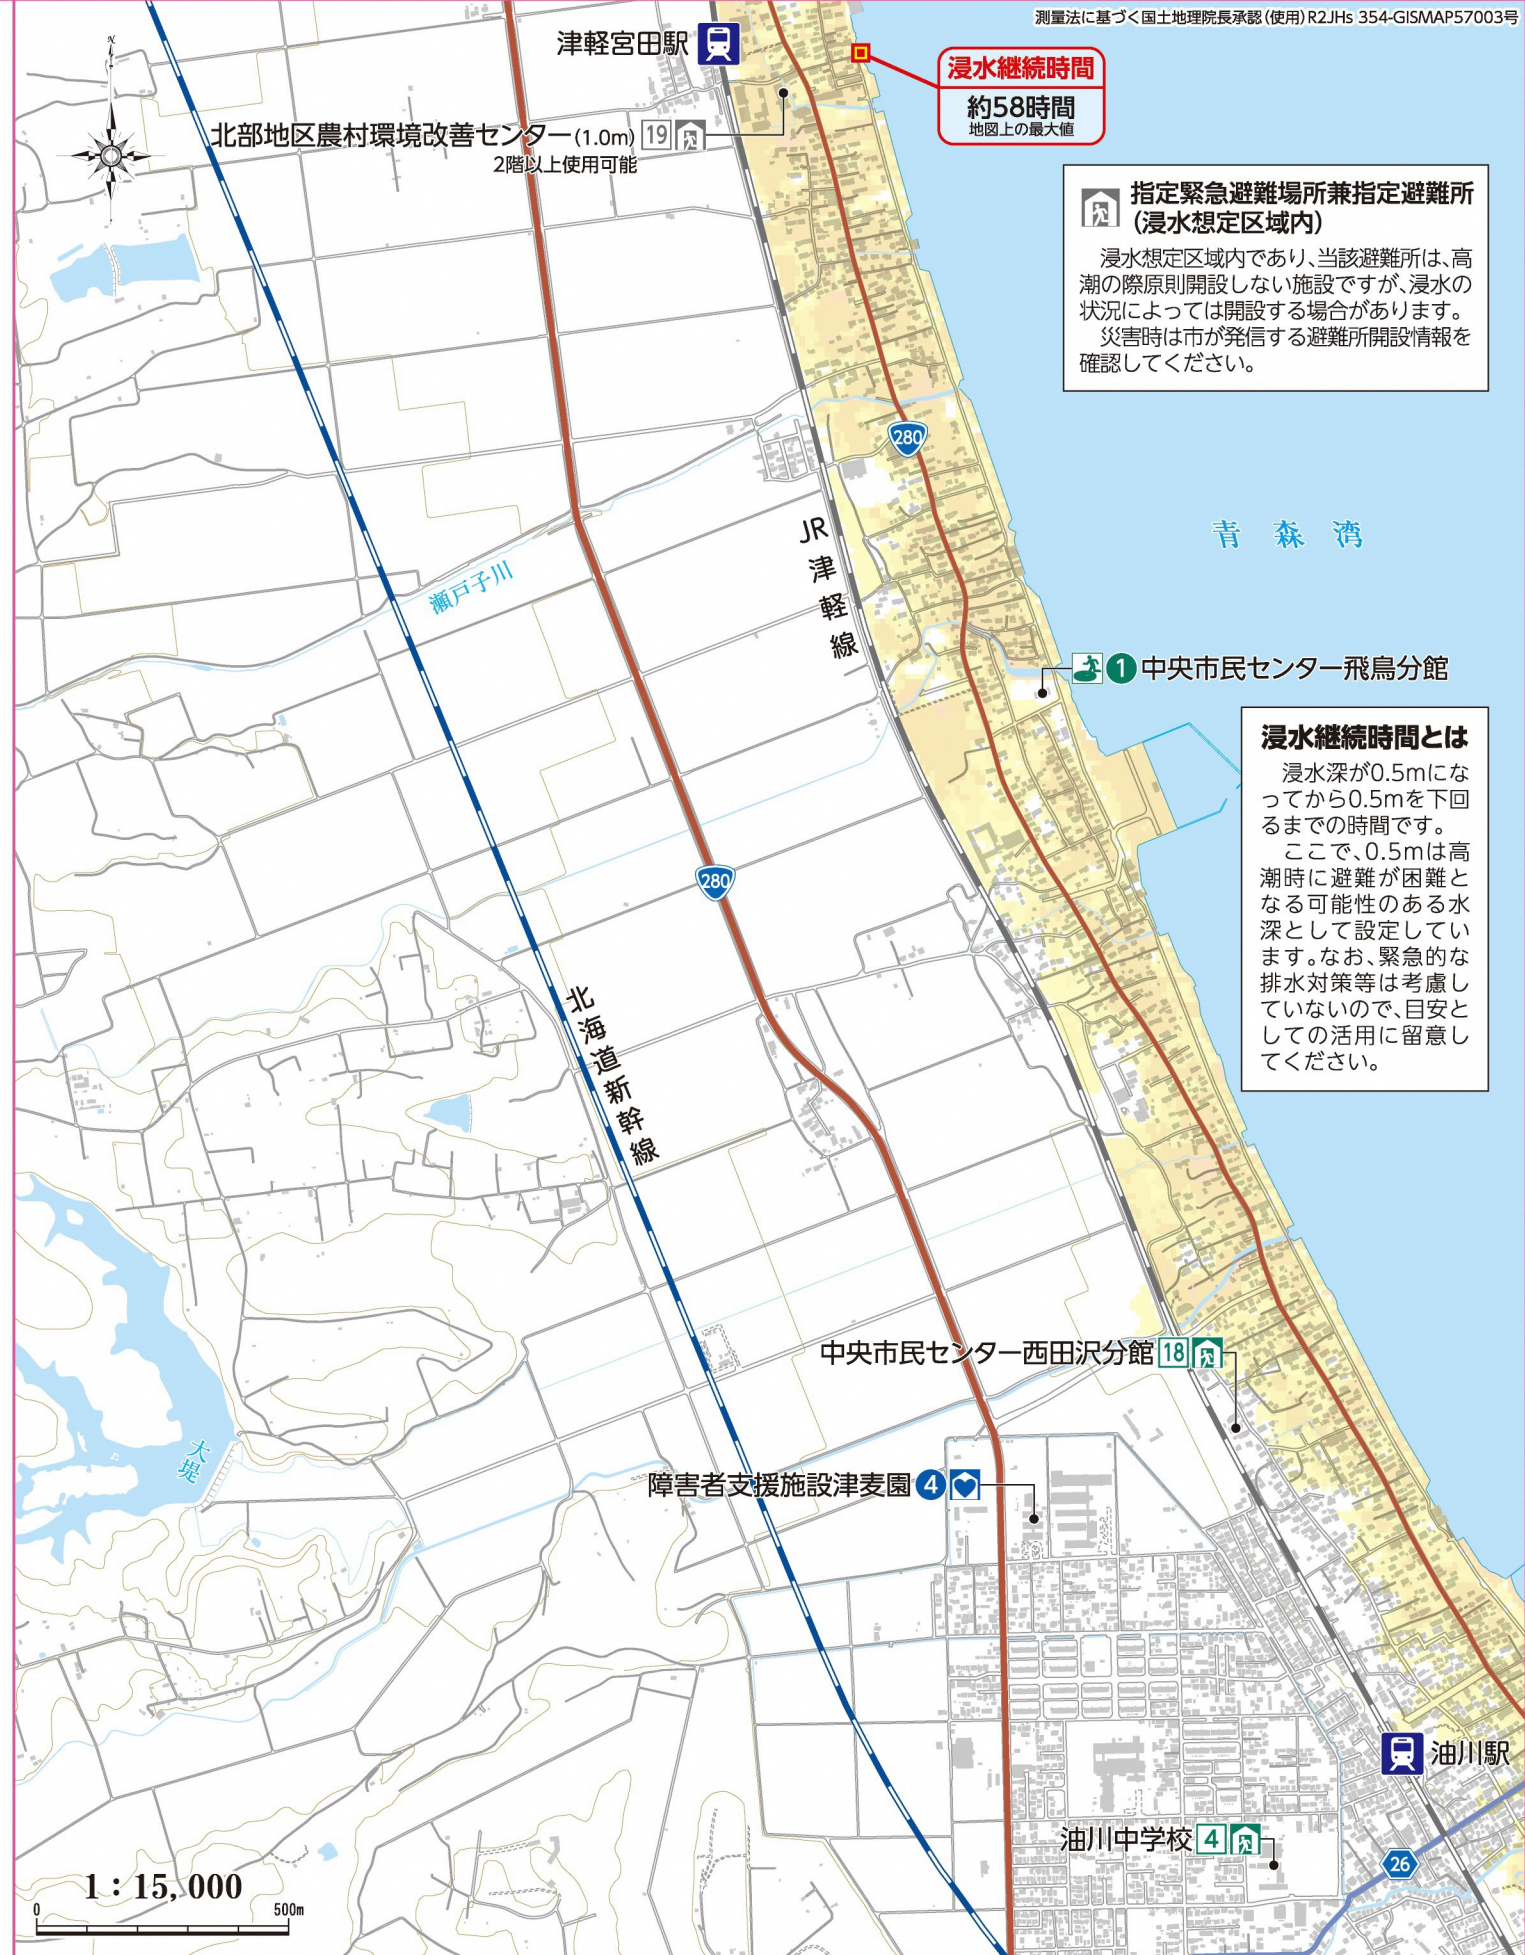 測量法に基づく国土地理院長承認（使用）R2JHs 354-GISMAP57003号
津軽宮田駅
浸水継続時間
約58時間
地図上の最大値
北部地区農村環境改善センター(1.0m) 19
2階以上使用可能
指定緊急避難場所兼指定避難所
（浸水想定区域内）
浸水想定区域内であり、当該避難所は、高
潮の際原則開設しない施設ですが、浸水の
状況によっては開設する場合があります。
災害時は市が発信する避難所開設情報を
確認してください。
280
青森湾
JR津軽線
瀬戸子川
1 中央市民センター飛鳥分館
浸水継続時間とは
浸水深が0.5mにな
ってから0.5mを下回
るまでの時間です。
ここで、0.5mは高
潮時に避難が困難と
なる可能性のある水
深として設定してい
ます。なお、緊急的な
排水対策等は考慮し
ていないので、目安と
しての活用に留意し
てください。
280
北海道新幹線
中央市民センター西田沢分館 18
大堤
障害者支援施設津麦園 4
油川駅
油川中学校 4
26
1：15,000
0 500m
N